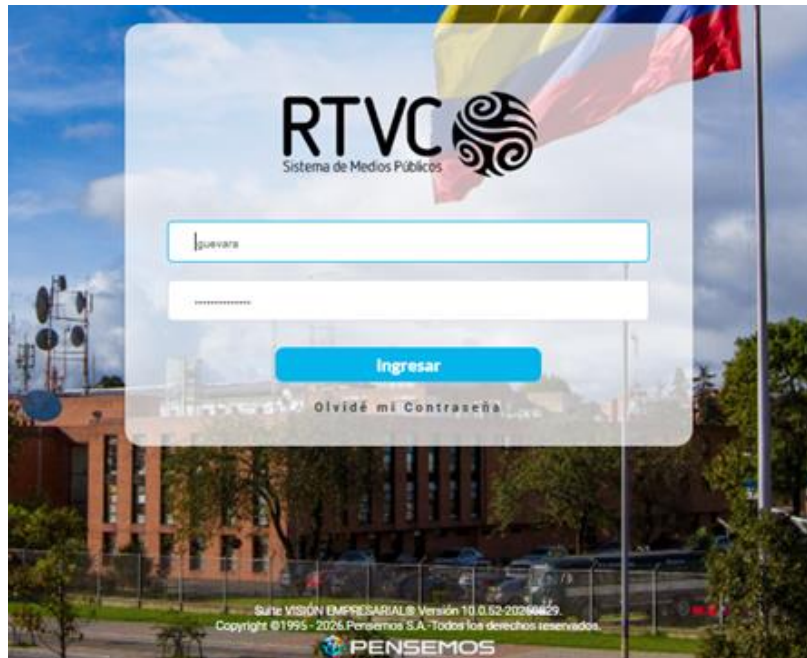 RTVC
Sistema de Medios Públicos
guevara
Ingresar
Olvidé mi Contraseña
Suite VISIÓN EMPRESARIAL® Versión 10.0.52-20260829.
Copyright ©1995 - 2026 Pensemos S.A.-Todos los derechos reservados.
PENSEMOS